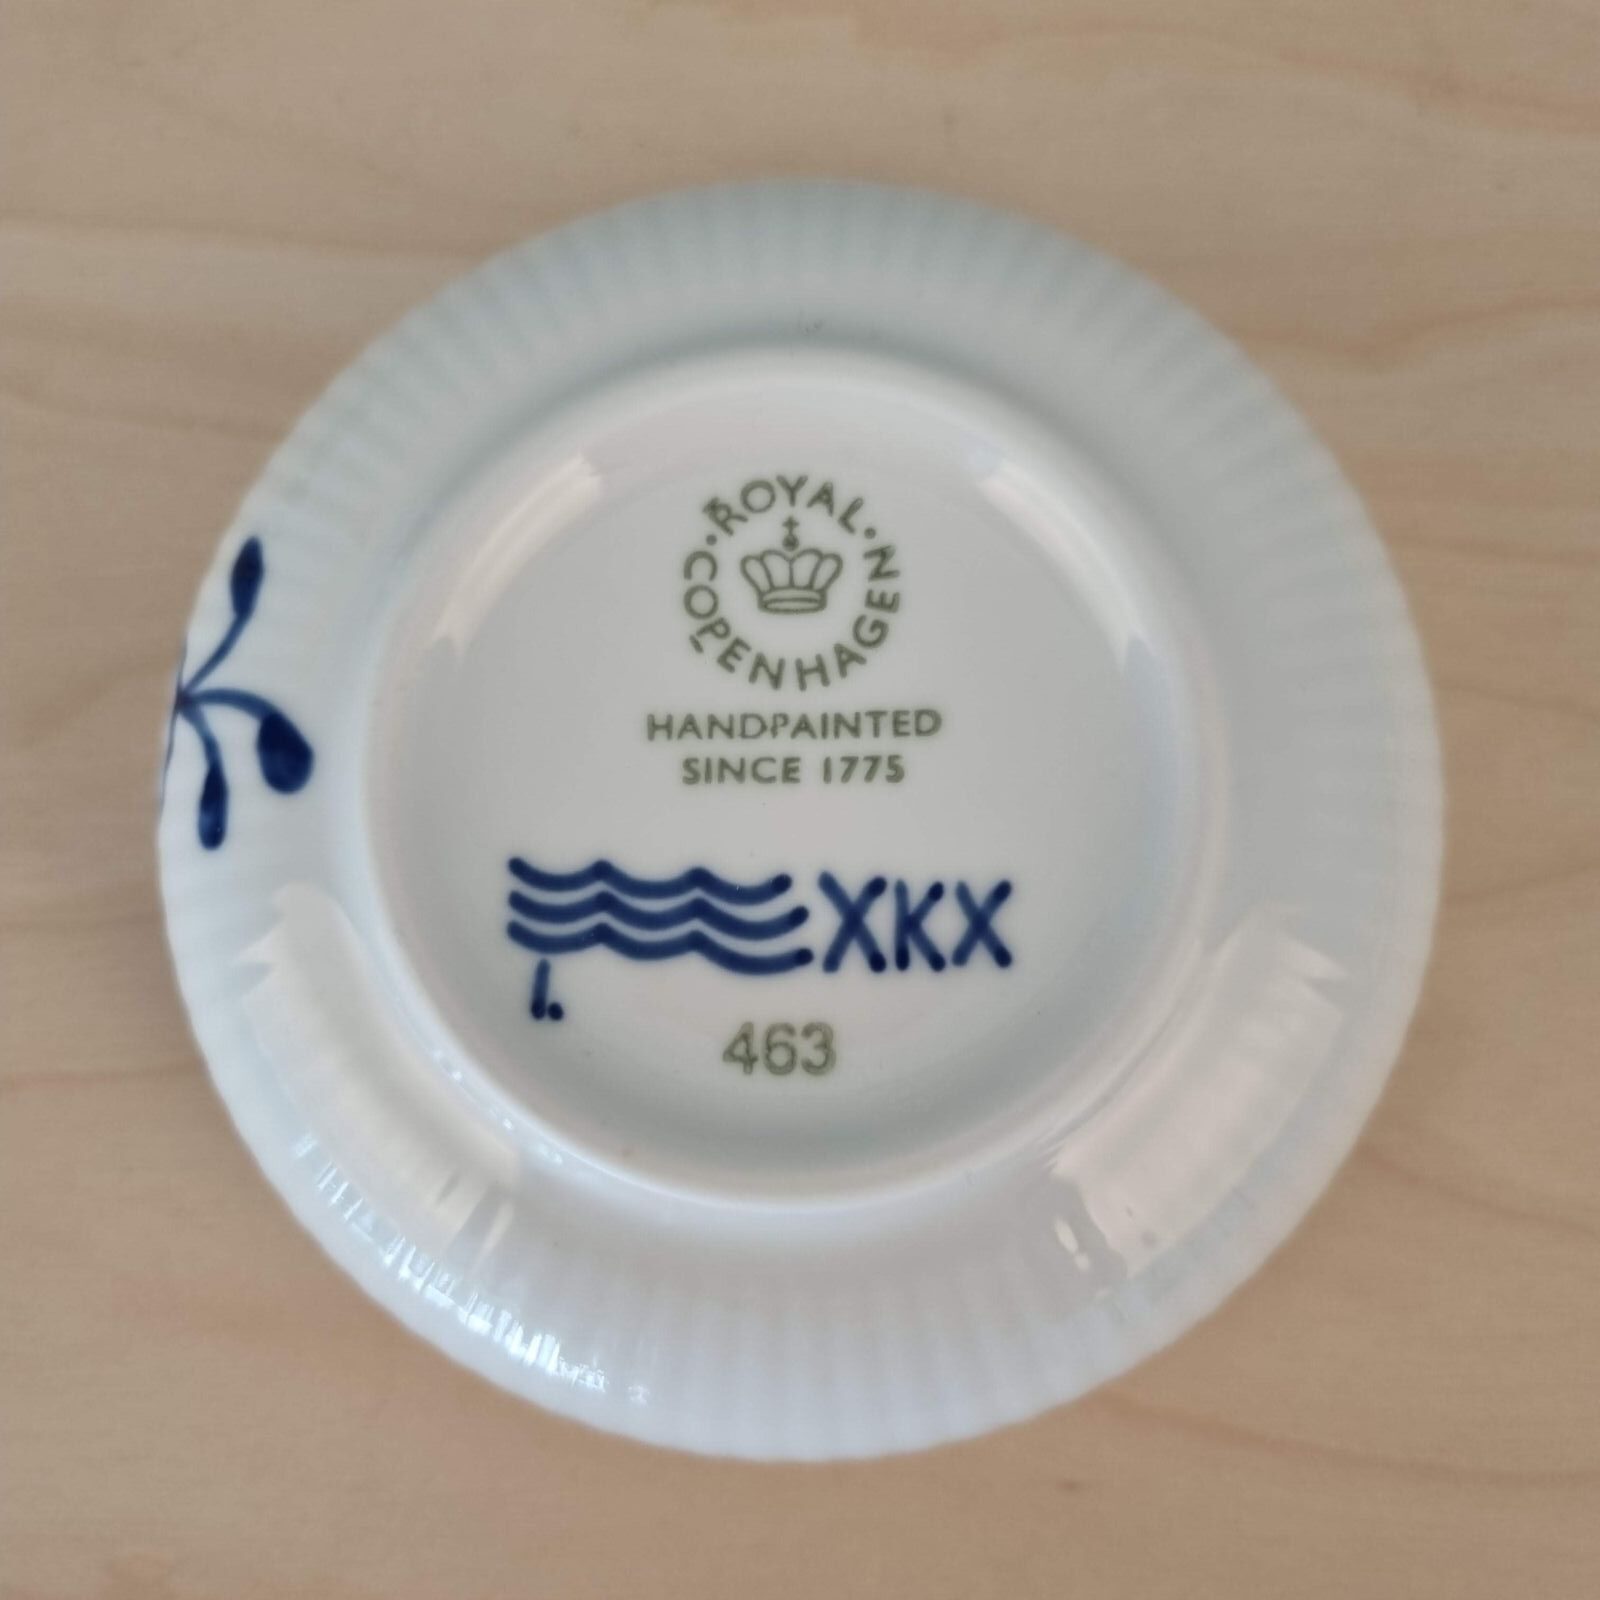 ROYAL · COPENHAGEN ·
HANDPAINTED
SINCE 1775
XKX
463